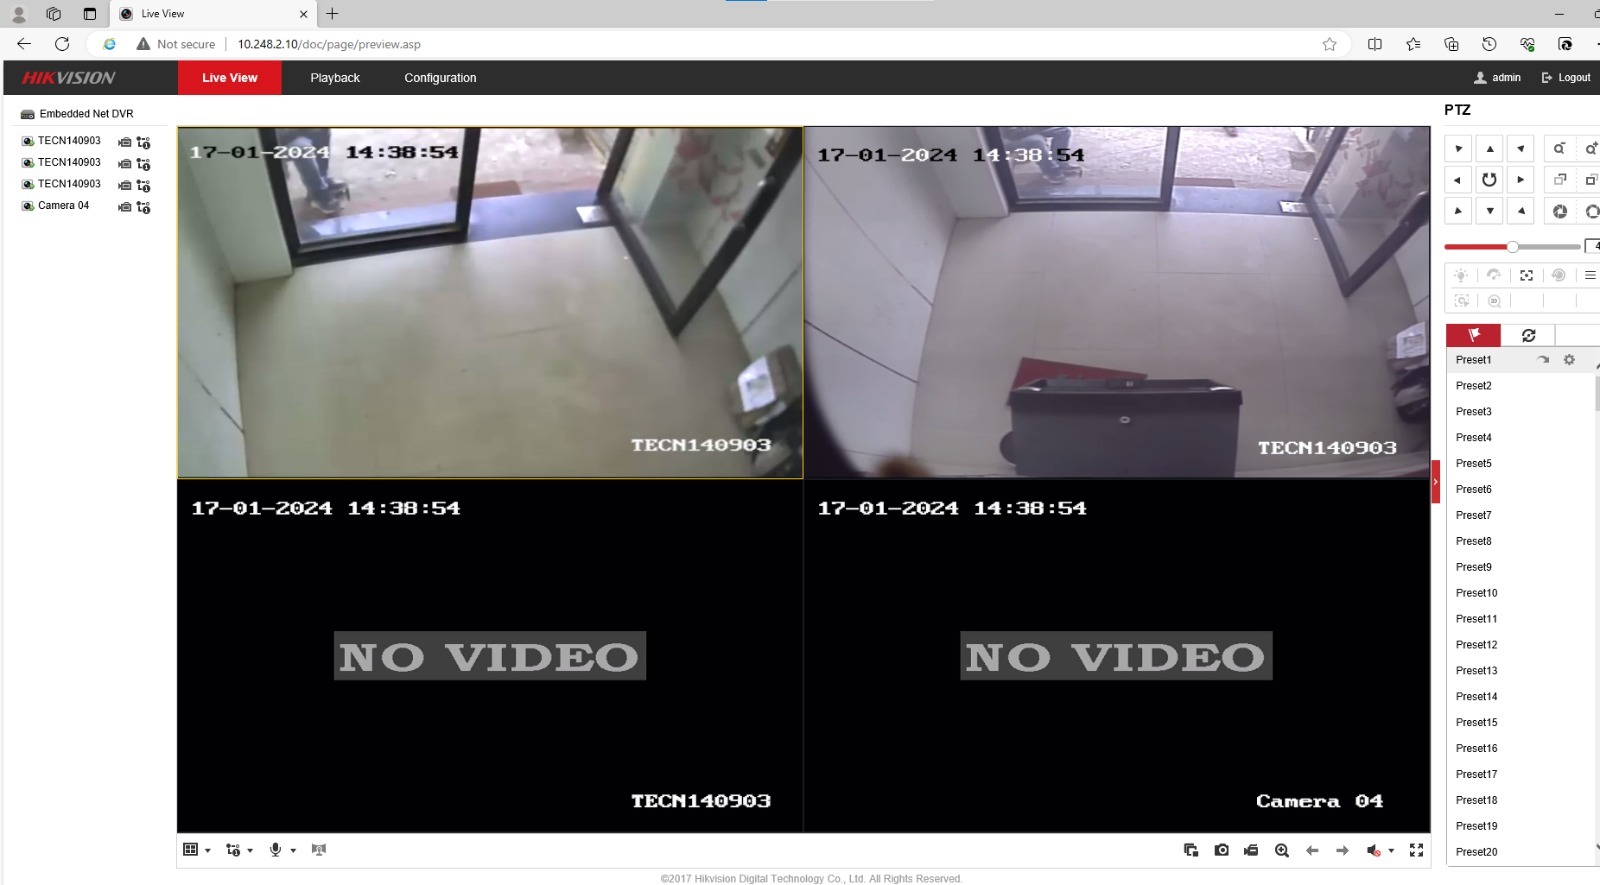 Live View
Not secure
10.248.2.10/doc/page/preview.asp
HIKVISION
Live View
Playback
Configuration
admin
Logout
Embedded Net DVR
TECN140903
TECN140903
TECN140903
Camera 04
17-01-2024 14:38:54
TECN140903
17-01-2024 14:38:54
TECN140903
17-01-2024 14:38:54
NO VIDEO
TECN140903
17-01-2024 14:38:54
NO VIDEO
Camera 04
PTZ
4
Preset1
Preset2
Preset3
Preset4
Preset5
Preset6
Preset7
Preset8
Preset9
Preset10
Preset11
Preset12
Preset13
Preset14
Preset15
Preset16
Preset17
Preset18
Preset19
Preset20
©2017 Hikvision Digital Technology Co., Ltd. All Rights Reserved.